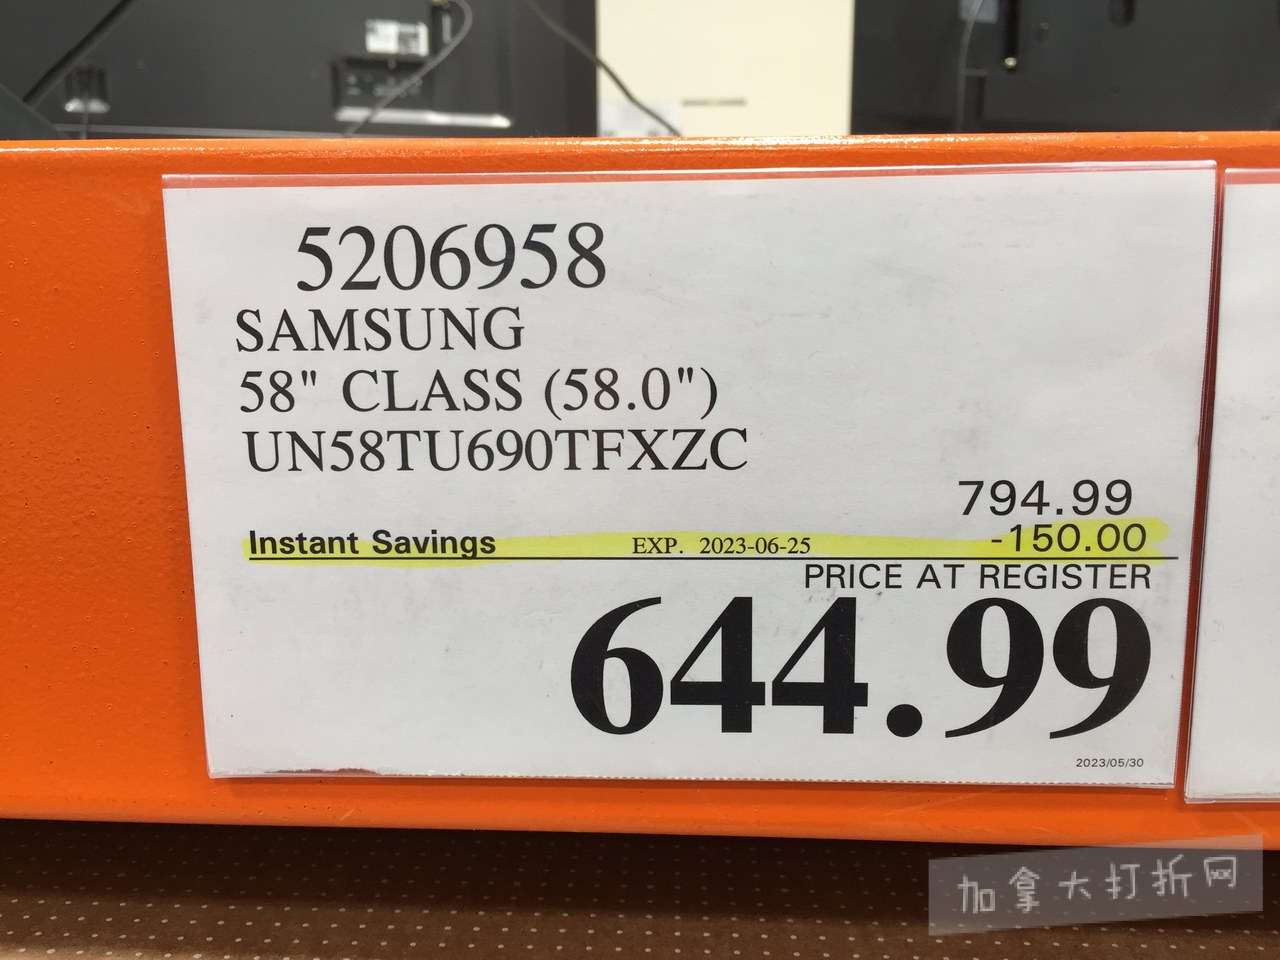 5206958
SAMSUNG
58" CLASS (58.0")
UN58TU690TFXZC
794.99
Instant Savings EXP. 2023-06-25 -150.00
PRICE AT REGISTER
644.99
2023/05/30
加拿大打折网